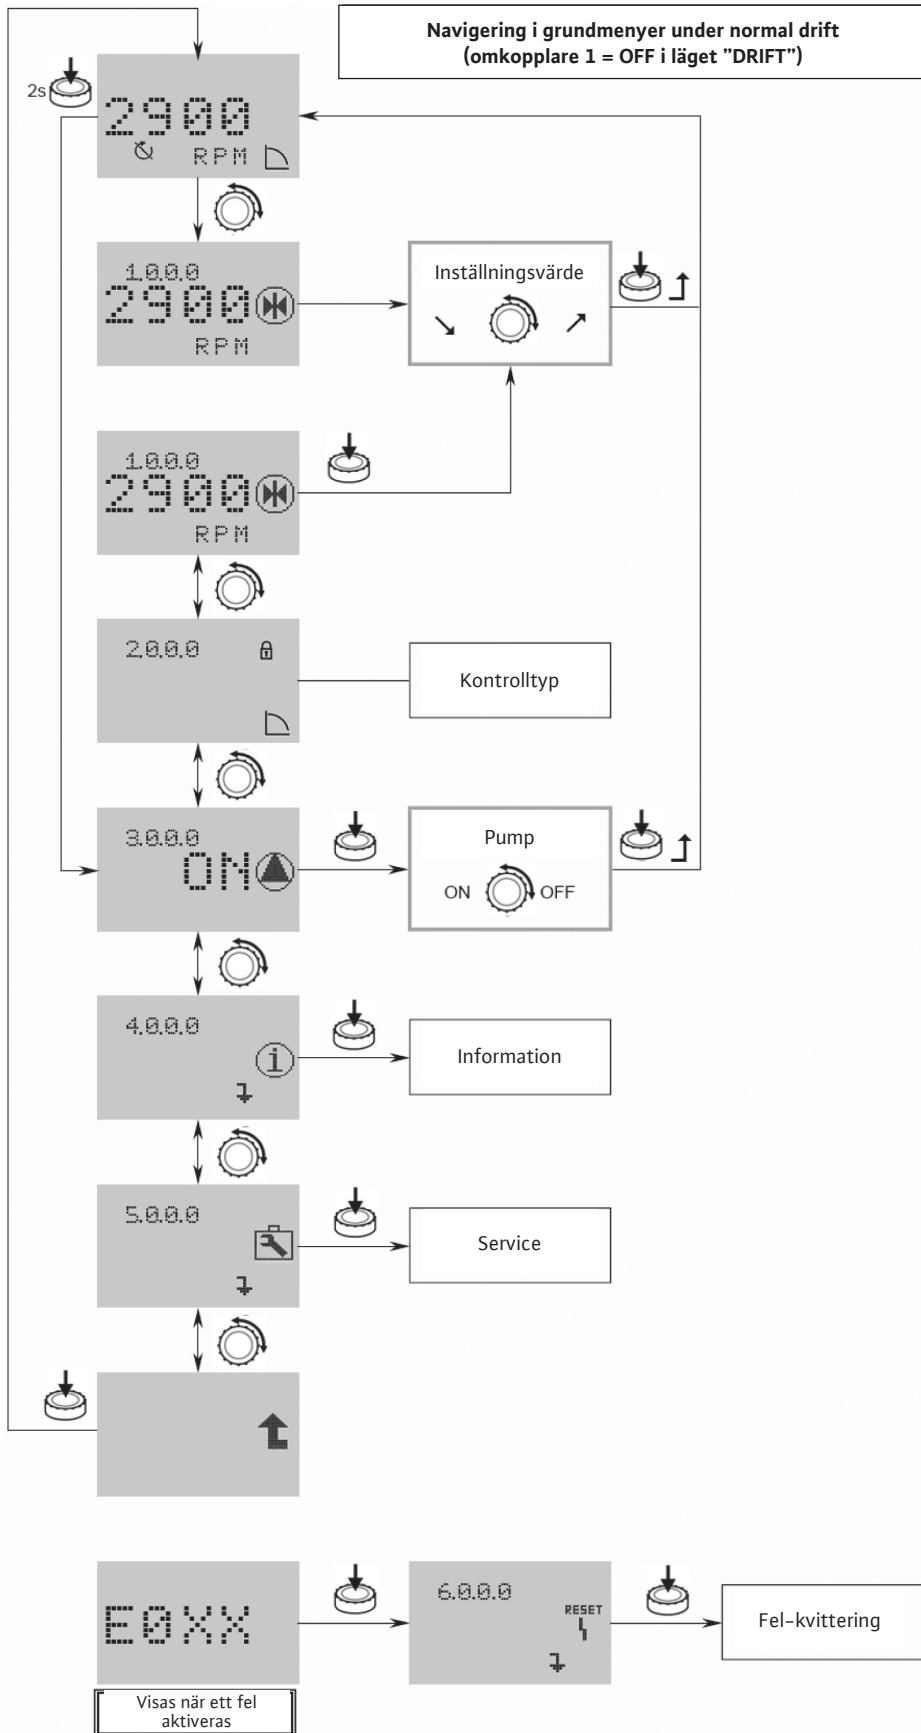 Navigering i grundmenyer under normal drift
(omkopplare 1 = OFF i läget ”DRIFT”)
2s
2900
RPM
1.0.0.0
2900
RPM
Inställningsvärde
1.0.0.0
2900
RPM
2.0.0.0
Kontrolltyp
3.0.0.0
ON
Pump
ON OFF
4.0.0.0
i
Information
5.0.0.0
Service
E0XX
6.0.0.0
RESET
Fel-kvittering
Visas när ett fel
aktiveras